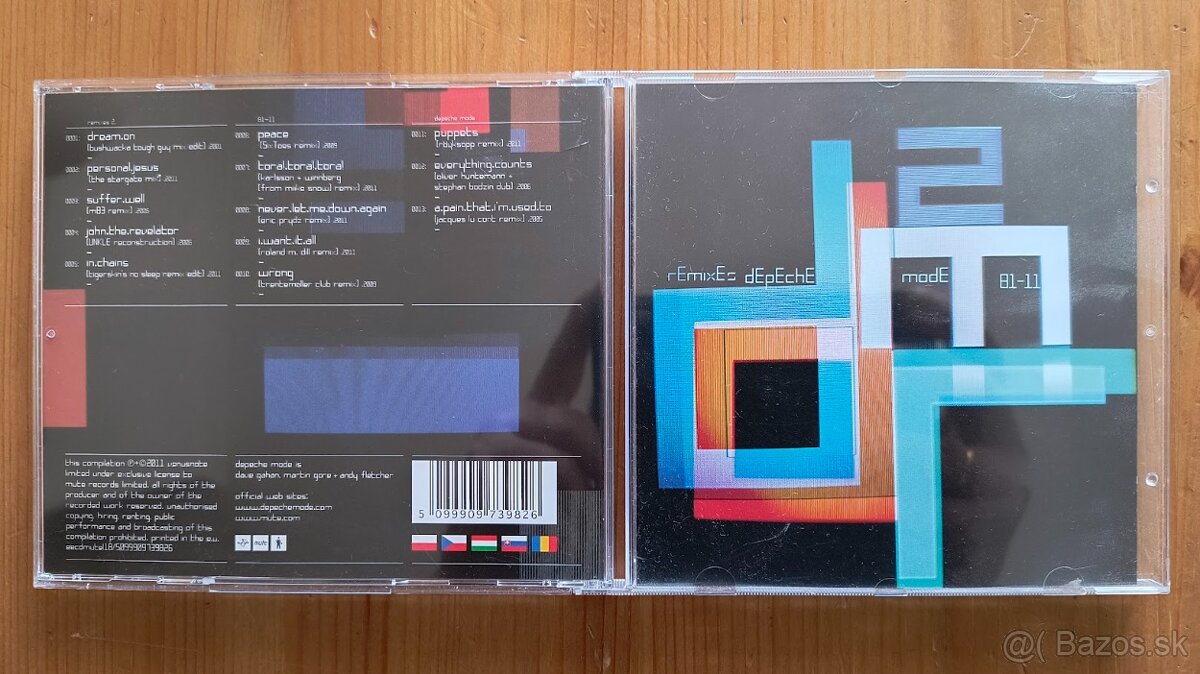 remixes 2.
0001: dream.on
[bushwacka tough guy mix edit] 2001
0002: personal.jesus
[the stargate mix] 2011
0003: suffer.well
[m83 remix] 2006
0004: john.the.revelator
[UNKLE reconstruction] 2006
0005: in.chains
[tigerskin's no sleep remix edit] 2011
81-11
0006: peace
[SixToes remix] 2009
0007: toral.toral.toral
[karlsson + winnberg
[from miike snow] remix] 2011
0008: never.let.me.down.again
[eric prydz remix] 2011
0009: i.want.it.all
[roland m. dill remix] 2011
0010: wrong
[trentemøller club remix] 2009
depeche mode
0011: puppets
[röyksopp remix] 2011
0012: everything.counts
[oliver huntemann +
stephan bodzin dub] 2006
0013: a.pain.that.i'm.used.to
[jacques lu cont remix] 2005
this compilation ℗+©2011 venusnote
limited under exclusive license to
mute records limited. all rights of the
producer and of the owner of the
recorded work reserved. unauthorised
copying, hiring, renting, public
performance and broadcasting of this
compilation prohibited. printed in the e.u.
eecdmutel18/5099909739826
depeche mode is
dave gahan, martin gore + andy fletcher
official web sites:
www.depechemode.com
www.mute.com
mute
5 099909 739826
2
rEmixEs dEpEchE modE 81-11
dm
r
@( Bazos.sk